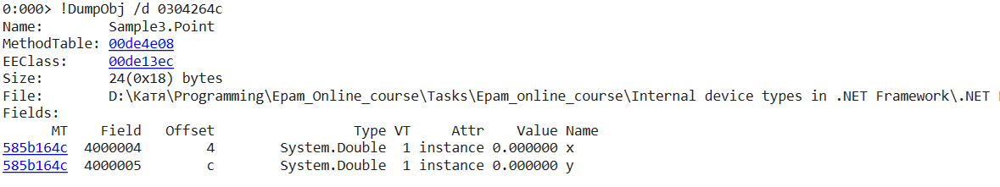 0:000> !DumpObj /d 0304264c
Name: Sample3.Point
MethodTable: 00de4e08
EEClass: 00de13ec
Size: 24(0x18) bytes
File: D:\Катя\Programming\Epam_Online_course\Tasks\Epam_online_course\Internal device types in .NET Framework\.NET
Fields:
MT Field Offset Type VT Attr Value Name
585b164c 4000004 4 System.Double 1 instance 0.000000 x
585b164c 4000005 c System.Double 1 instance 0.000000 y